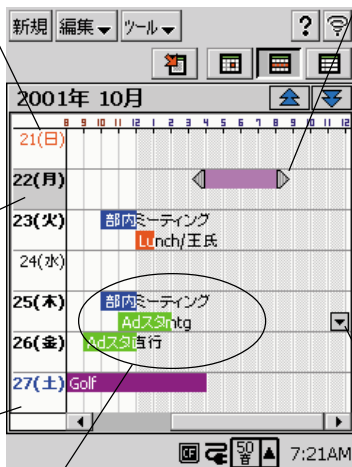 新規 編集 ツール ?
2001年 10月
8 9 10 11 12 1 2 3 4 5 6 7 8 9 10 11 12
21(日)
22(月)
23(火) 部内ミーティング
Lunch/王氏
24(水)
25(木) 部内ミーティング
Adスタmtg
26(金) Adスタ直行
27(土) Golf
CF 50音 7:21AM